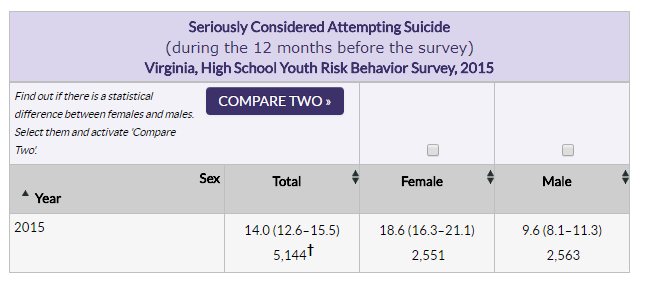 Seriously Considered Attempting Suicide
(during the 12 months before the survey)
Virginia, High School Youth Risk Behavior Survey, 2015
Find out if there is a statistical
difference between females and males.
Select them and activate 'Compare
Two'.
COMPARE TWO »
Sex
Year
Total
Female
Male
2015
14.0 (12.6–15.5)
5,144†
18.6 (16.3–21.1)
2,551
9.6 (8.1–11.3)
2,563